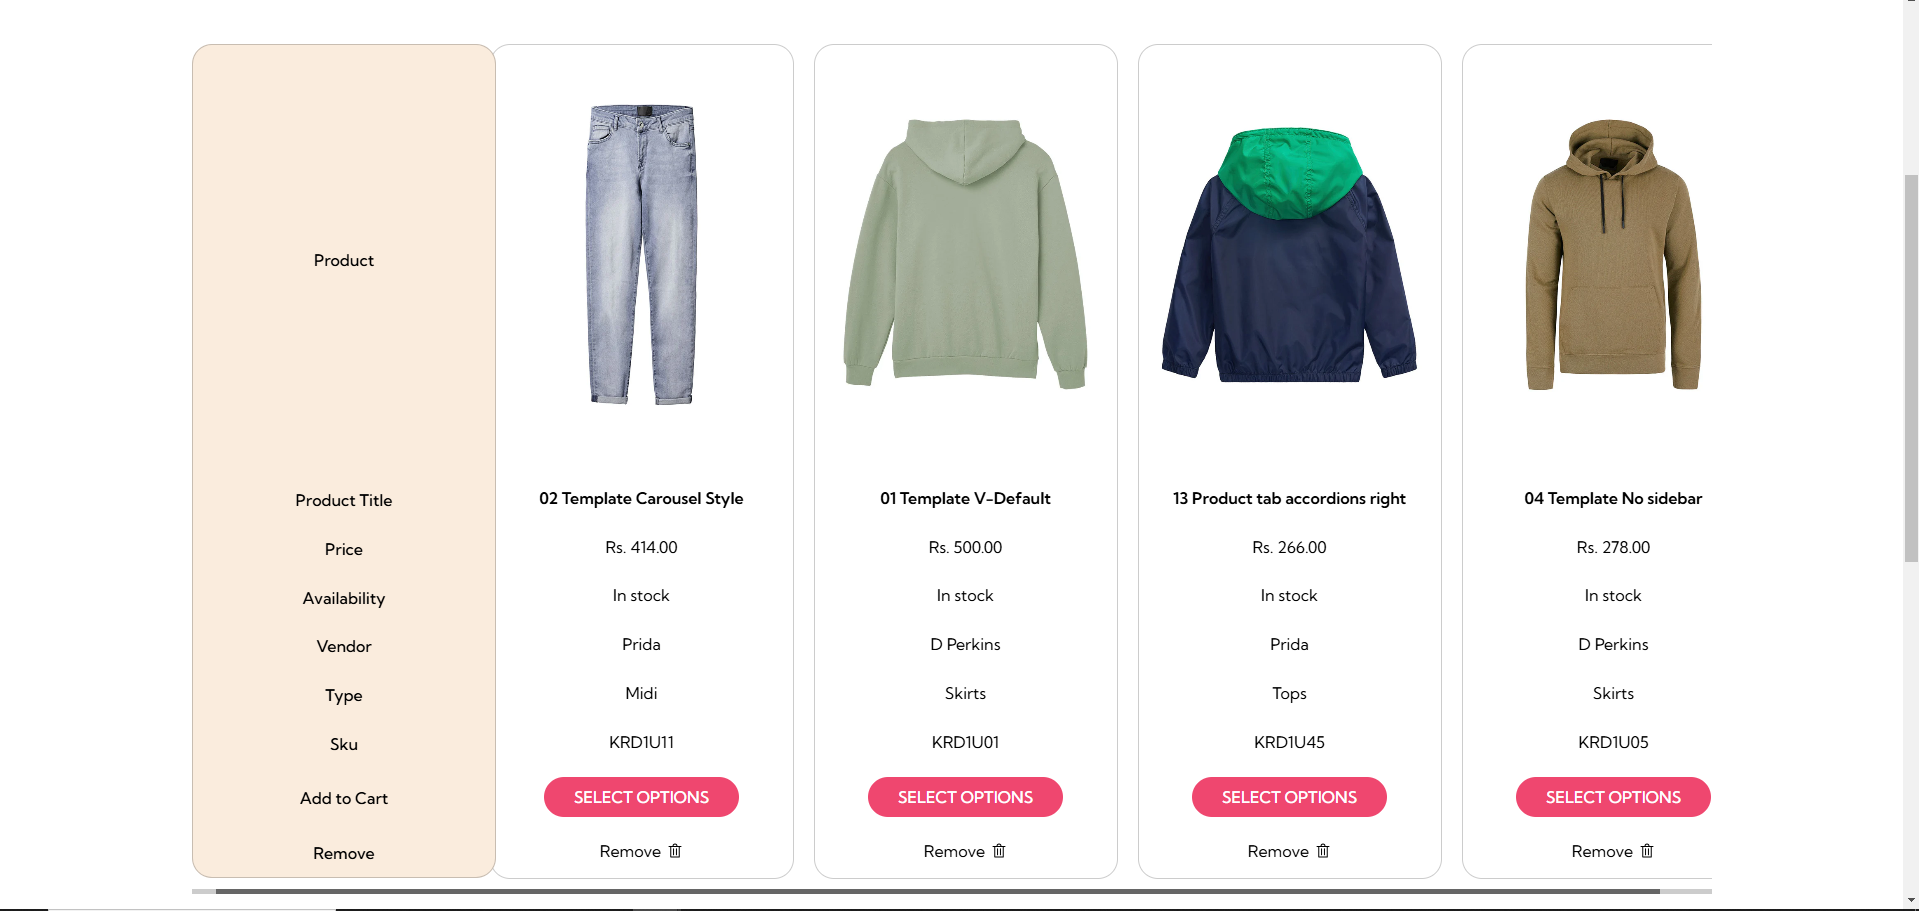 Product
Product Title 02 Template Carousel Style 01 Template V-Default 13 Product tab accordions right 04 Template No sidebar
Price Rs. 414.00 Rs. 500.00 Rs. 266.00 Rs. 278.00
Availability In stock In stock In stock In stock
Vendor Prida D Perkins Prida D Perkins
Type Midi Skirts Tops Skirts
Sku KRD1U11 KRD1U01 KRD1U45 KRD1U05
Add to Cart SELECT OPTIONS SELECT OPTIONS SELECT OPTIONS SELECT OPTIONS
Remove Remove Remove Remove Remove